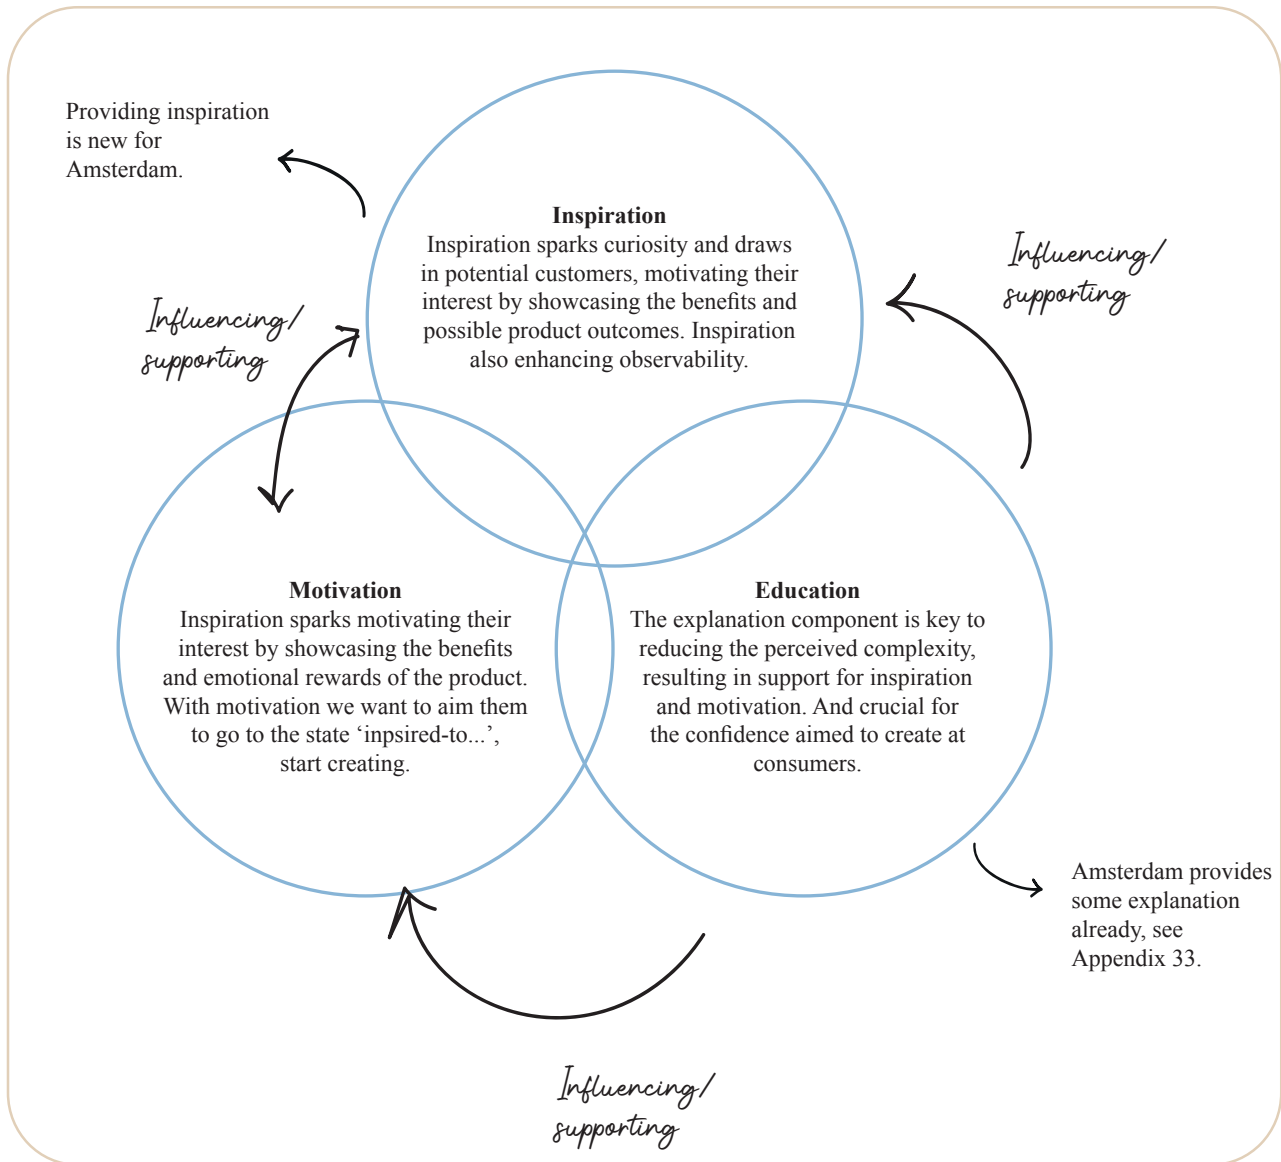 Providing inspiration
is new for
Amsterdam.
Inspiration
Inspiration sparks curiosity and draws
in potential customers, motivating their
interest by showcasing the benefits and
possible product outcomes. Inspiration
also enhancing observability.
Influencing/
supporting
Influencing/
supporting
Motivation
Inspiration sparks motivating their
interest by showcasing the benefits
and emotional rewards of the product.
With motivation we want to aim them
to go to the state ‘inpsired-to...’,
start creating.
Education
The explanation component is key to
reducing the perceived complexity,
resulting in support for inspiration
and motivation. And crucial for
the confidence aimed to create at
consumers.
Amsterdam provides
some explanation
already, see
Appendix 33.
Influencing/
supporting